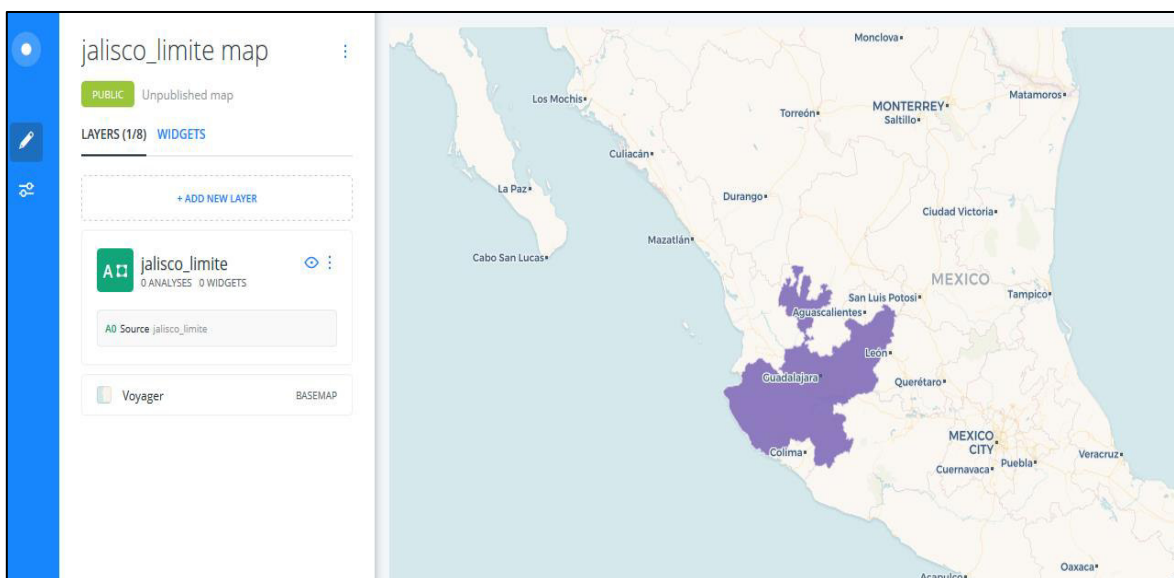 jalisco_limite map
PUBLIC Unpublished map
LAYERS (1/8) WIDGETS
+ ADD NEW LAYER
A jalisco_limite
0 ANALYSES 0 WIDGETS
A0 Source jalisco_limite
Voyager BASEMAP
Monclova
Los Mochis
Matamoros
MONTERREY
Torreón
Saltillo
Culiacán
La Paz
Durango
Ciudad Victoria
Mazatlán
Cabo San Lucas
MEXICO
San Luis Potosí
Tampico
Aguascalientes
León
Guadalajara
Querétaro
MEXICO
CITY
Colima
Veracruz
Puebla
Cuernavaca
Oaxaca
Acapulco